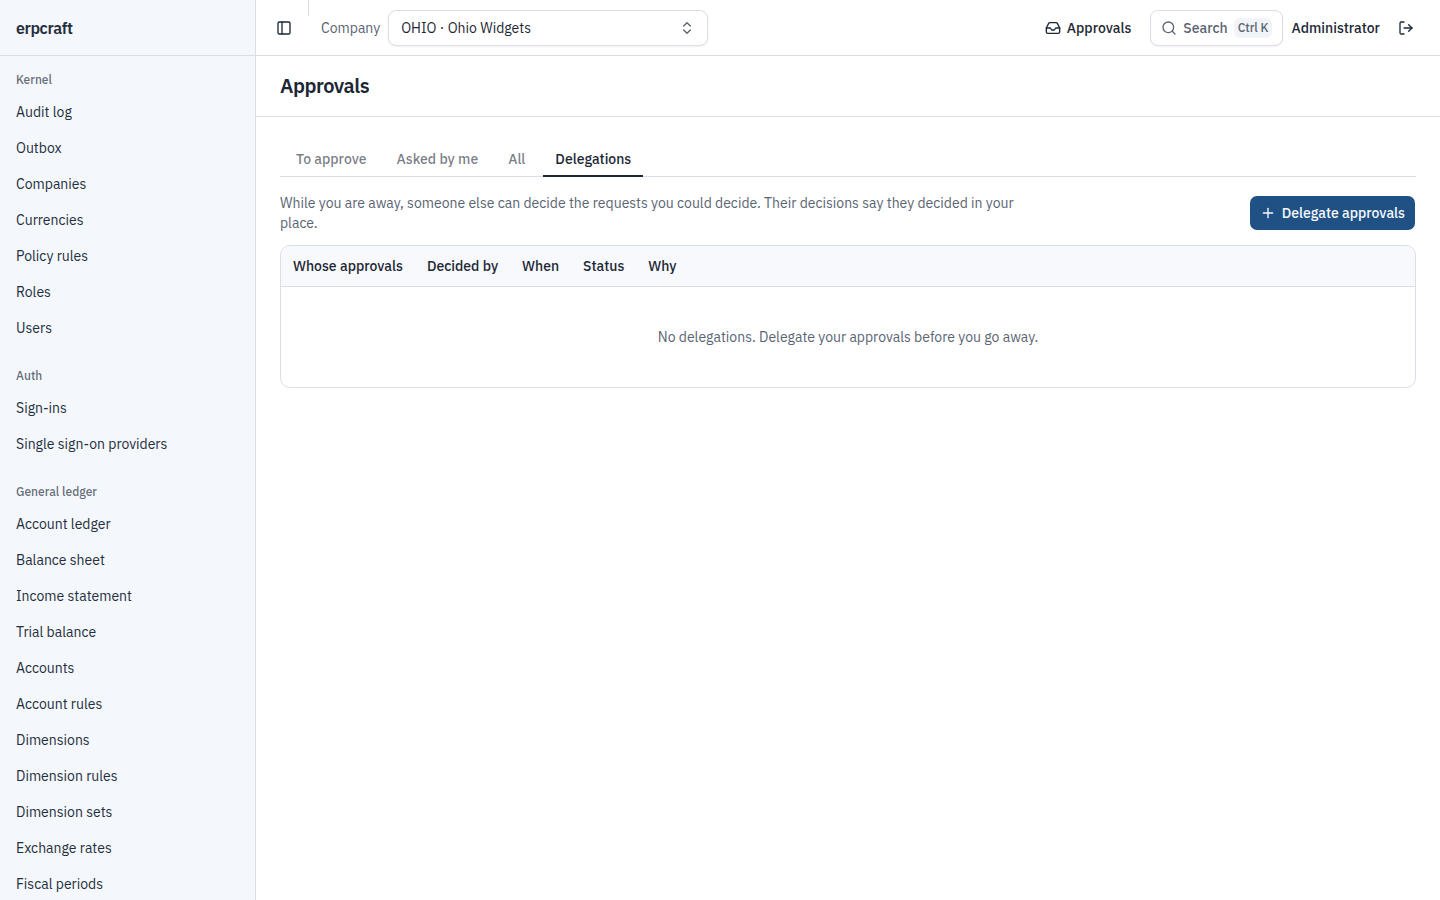 erpcraft
Company
OHIO · Ohio Widgets
Approvals
Search
Ctrl K
Administrator
Kernel
Audit log
Outbox
Companies
Currencies
Policy rules
Roles
Users
Auth
Sign-ins
Single sign-on providers
General ledger
Account ledger
Balance sheet
Income statement
Trial balance
Accounts
Account rules
Dimensions
Dimension rules
Dimension sets
Exchange rates
Fiscal periods
Approvals
To approve
Asked by me
All
Delegations
While you are away, someone else can decide the requests you could decide. Their decisions say they decided in your
place.
Delegate approvals
Whose approvals
Decided by
When
Status
Why
No delegations. Delegate your approvals before you go away.